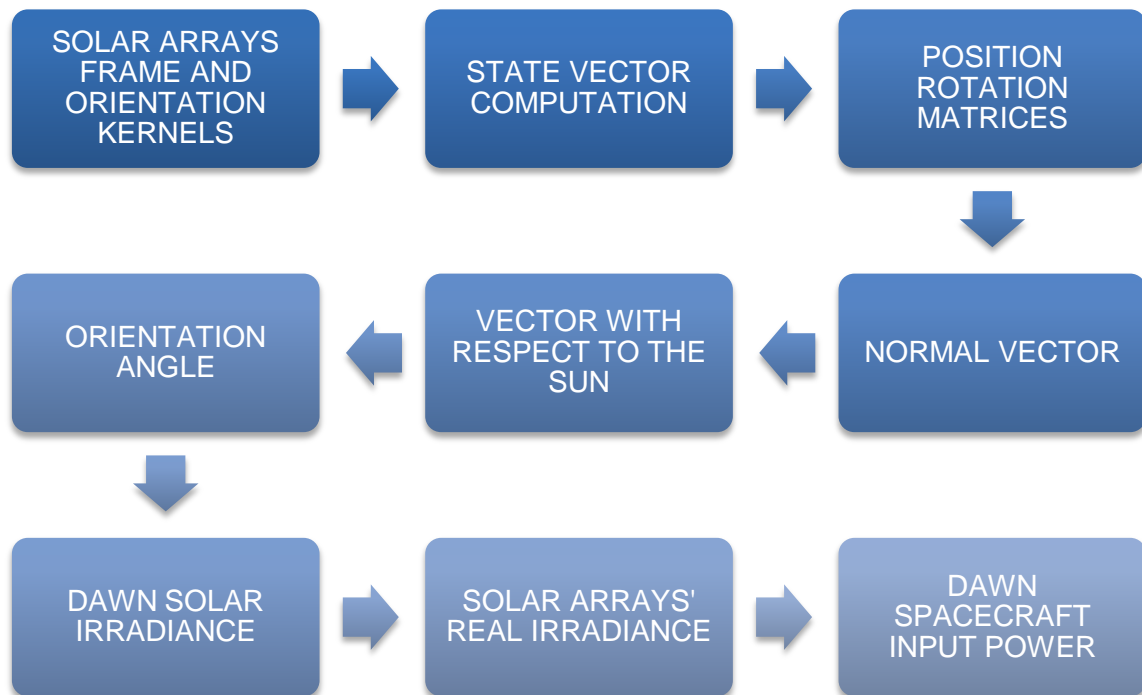 SOLAR ARRAYS
FRAME AND
ORIENTATION
KERNELS
STATE VECTOR
COMPUTATION
POSITION
ROTATION
MATRICES
NORMAL VECTOR
VECTOR WITH
RESPECT TO THE
SUN
ORIENTATION
ANGLE
DAWN SOLAR
IRRADIANCE
SOLAR ARRAYS'
REAL IRRADIANCE
DAWN
SPACECRAFT
INPUT POWER